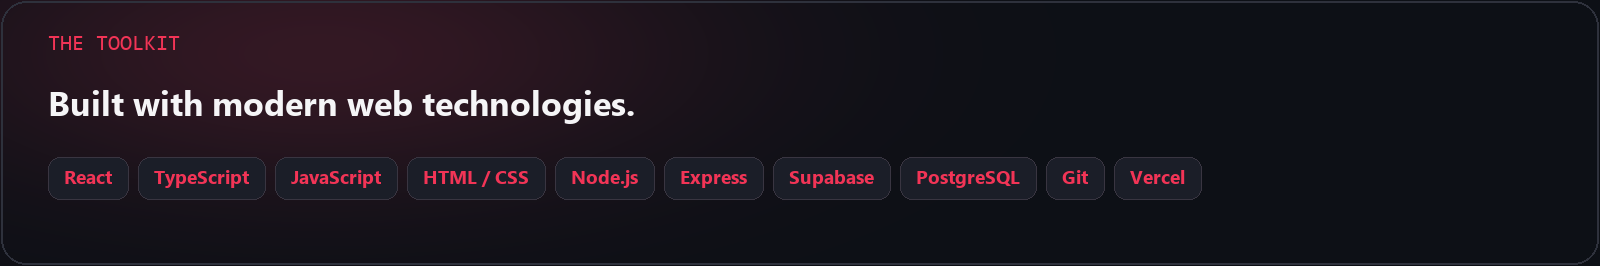 THE TOOLKIT
Built with modern web technologies.
React TypeScript JavaScript HTML / CSS Node.js Express Supabase PostgreSQL Git Vercel